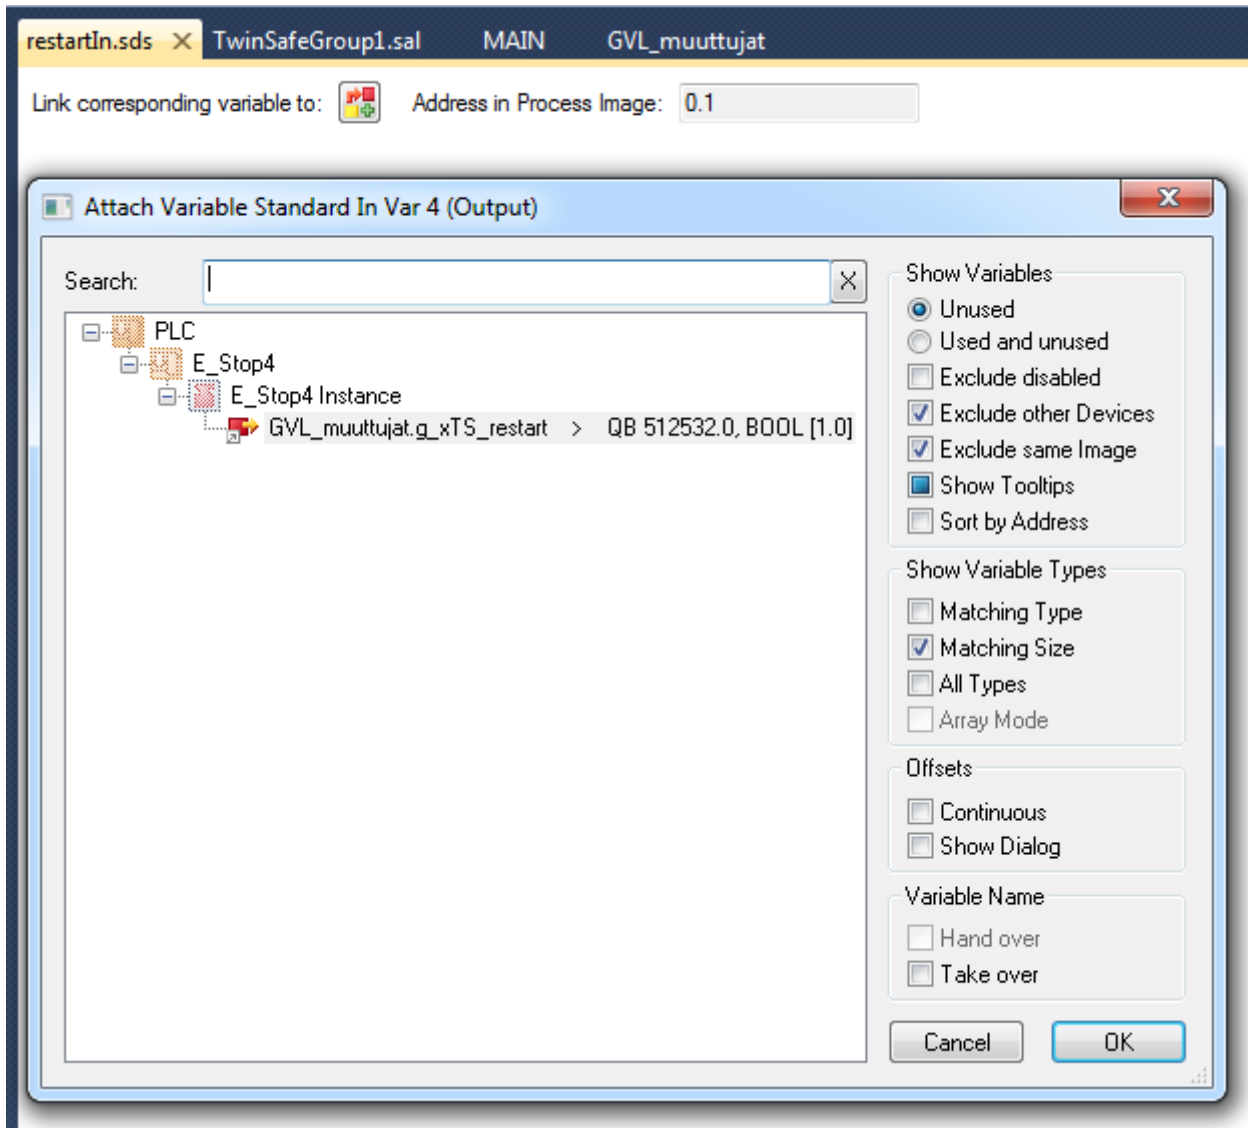 restartIn.sds TwinSafeGroup1.sal MAIN GVL_muuttujat
Link corresponding variable to: Address in Process Image: 0.1
Attach Variable Standard In Var 4 (Output)
Search:
PLC
E_Stop4
E_Stop4 Instance
GVL_muuttujat.g_xTS_restart > QB 512532.0, BOOL [1.0]
Show Variables
Unused
Used and unused
Exclude disabled
Exclude other Devices
Exclude same Image
Show Tooltips
Sort by Address
Show Variable Types
Matching Type
Matching Size
All Types
Array Mode
Offsets
Continuous
Show Dialog
Variable Name
Hand over
Take over
Cancel OK